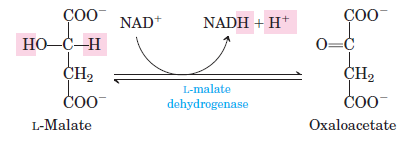 COO⁻ NAD⁺ NADH + H⁺ COO⁻
HO–C–H O=C
CH₂ CH₂
COO⁻ COO⁻
L-malate
dehydrogenase
L-Malate Oxaloacetate